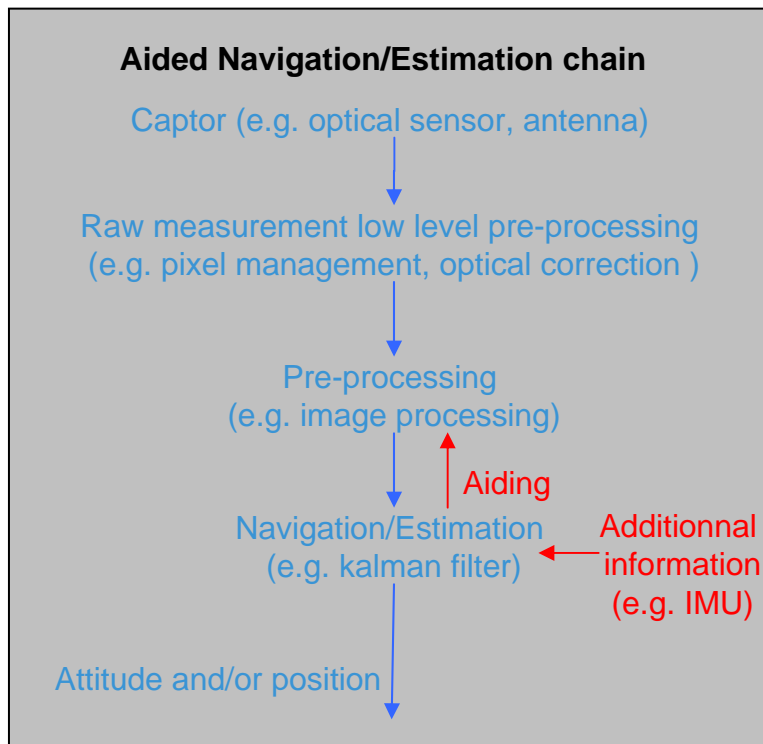 Aided Navigation/Estimation chain
Captor (e.g. optical sensor, antenna)
Raw measurement low level pre-processing
(e.g. pixel management, optical correction )
Pre-processing
(e.g. image processing)
Aiding
Navigation/Estimation
(e.g. kalman filter)
Additionnal
information
(e.g. IMU)
Attitude and/or position